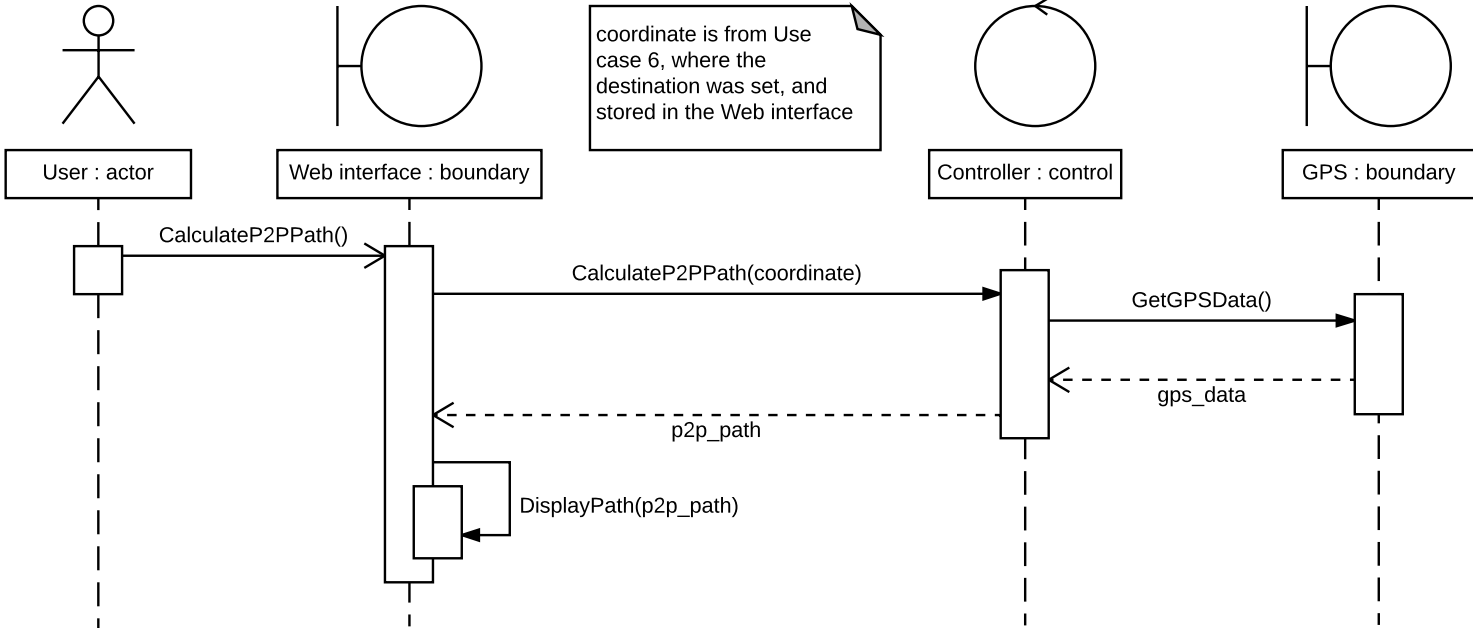 coordinate is from Use
case 6, where the
destination was set, and
stored in the Web interface
User : actor
Web interface : boundary
Controller : control
GPS : boundary
CalculateP2PPath()
CalculateP2PPath(coordinate)
GetGPSData()
gps_data
p2p_path
DisplayPath(p2p_path)